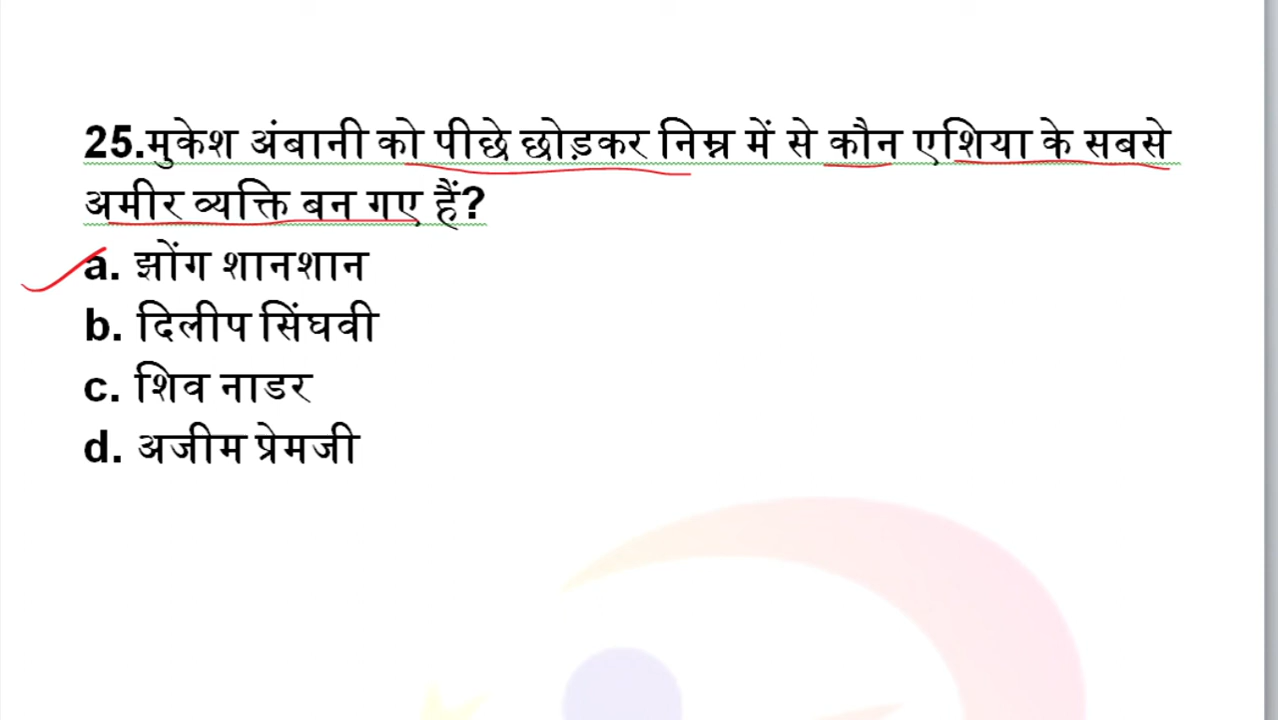 25.मुकेश अंबानी को पीछे छोड़कर निम्न में से कौन एशिया के सबसे
अमीर व्यक्ति बन गए हैं?
a. झोंग शानशान
b. दिलीप सिंघवी
c. शिव नाडर
d. अजीम प्रेमजी